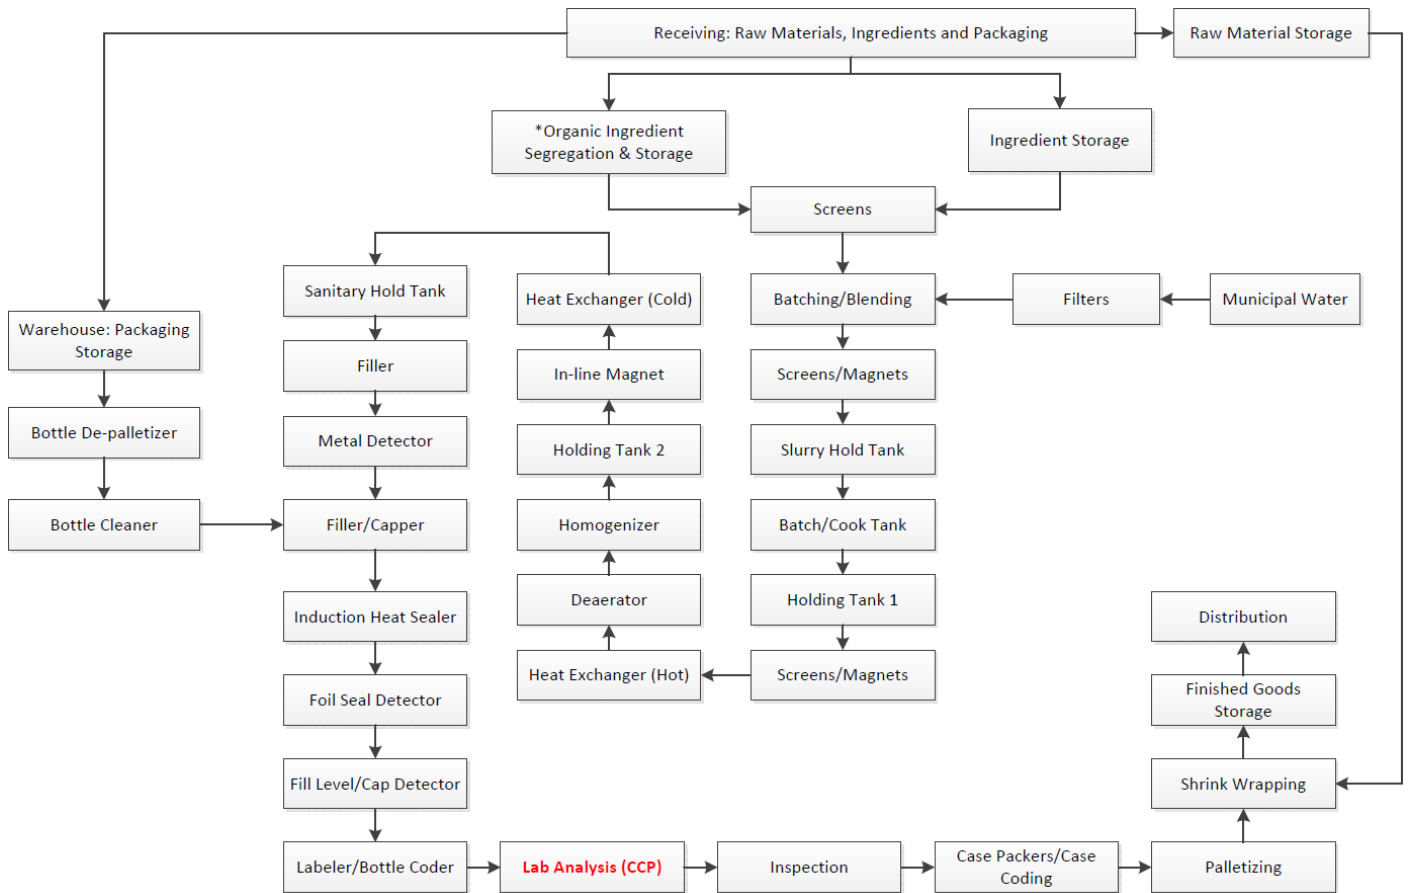 Receiving: Raw Materials, Ingredients and Packaging
Raw Material Storage
*Organic Ingredient
Segregation & Storage
Ingredient Storage
Screens
Sanitary Hold Tank
Heat Exchanger (Cold)
Batching/Blending
Filters
Municipal Water
Warehouse: Packaging
Storage
Filler
In-line Magnet
Screens/Magnets
Bottle De-palletizer
Metal Detector
Holding Tank 2
Slurry Hold Tank
Bottle Cleaner
Filler/Capper
Homogenizer
Batch/Cook Tank
Induction Heat Sealer
Deaerator
Holding Tank 1
Distribution
Foil Seal Detector
Heat Exchanger (Hot)
Screens/Magnets
Finished Goods
Storage
Fill Level/Cap Detector
Shrink Wrapping
Labeler/Bottle Coder
Lab Analysis (CCP)
Inspection
Case Packers/Case
Coding
Palletizing